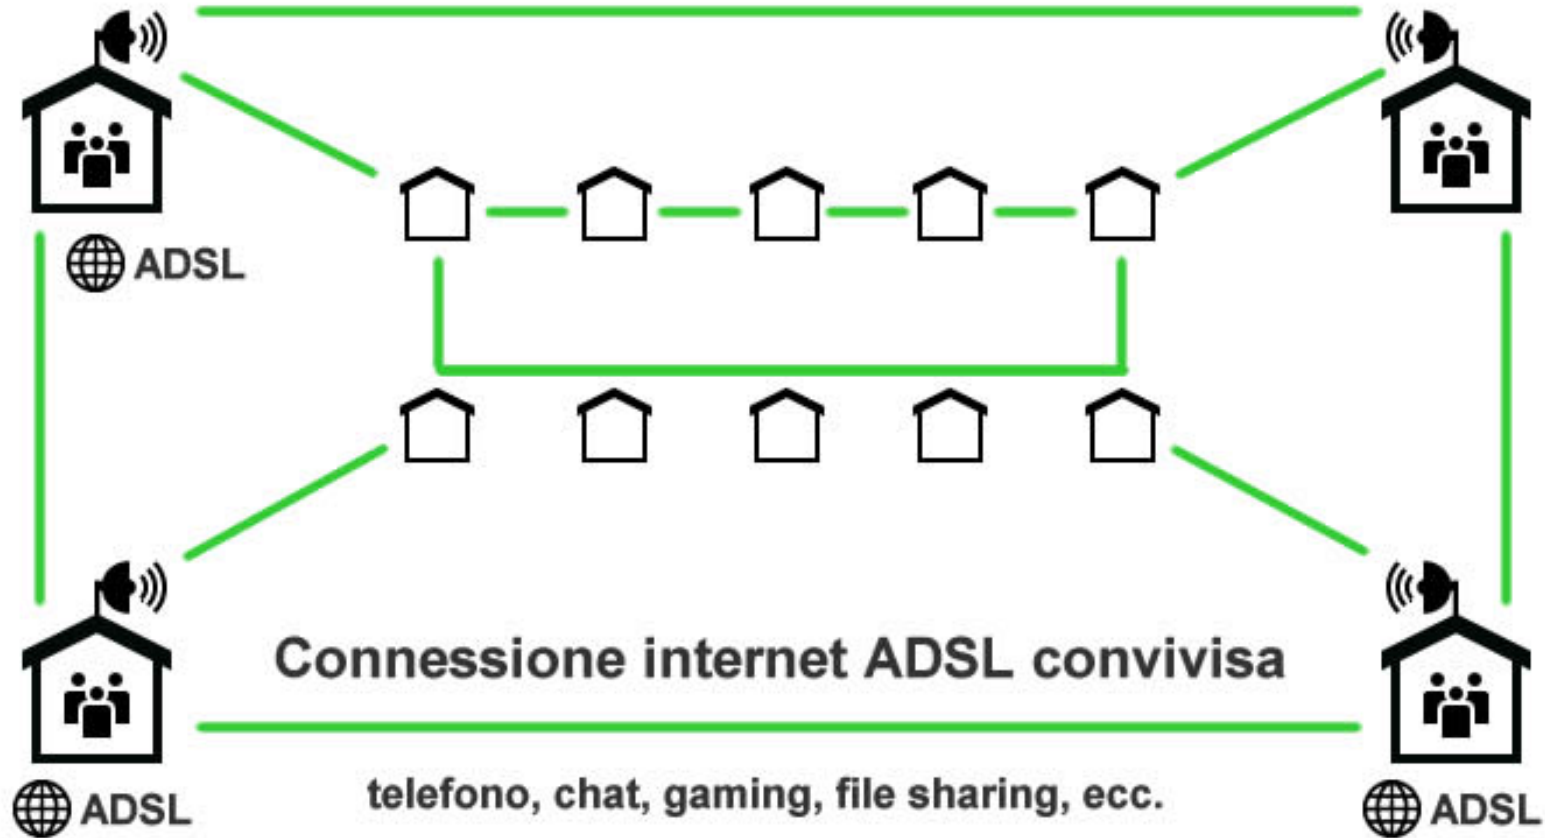 ADSL
Connessione internet ADSL convivisa
telefono, chat, gaming, file sharing, ecc.
ADSL
ADSL